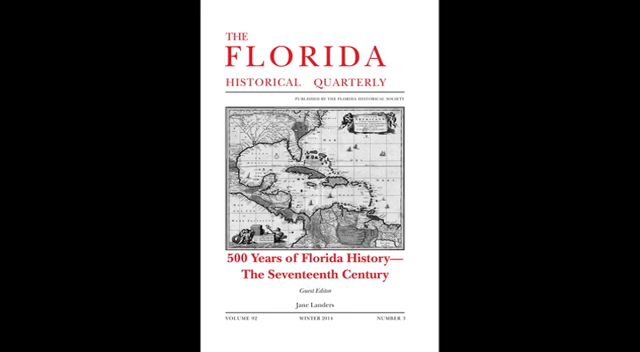 THE
FLORIDA
HISTORICAL QUARTERLY
PUBLISHED BY THE FLORIDA HISTORICAL SOCIETY
500 Years of Florida History—
The Seventeenth Century
Guest Editor
Jane Landers
VOLUME 92 WINTER 2014 NUMBER 3